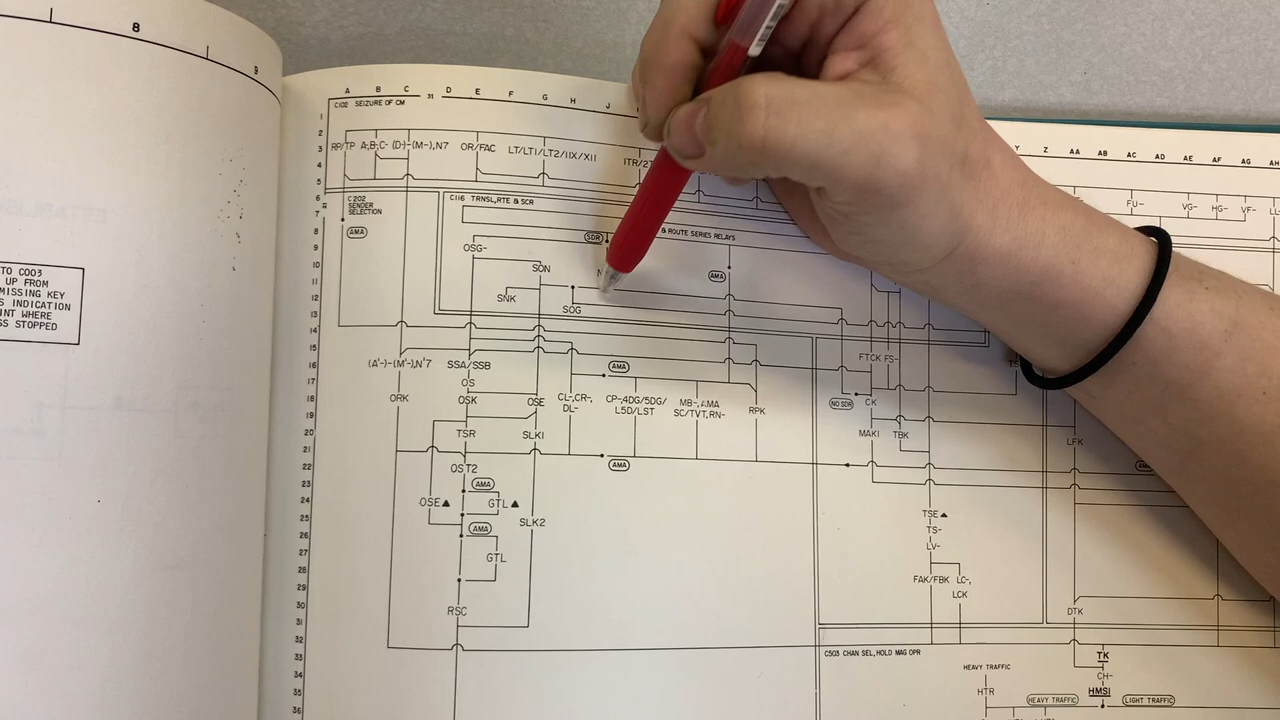 8
9
TO COO3
UP FROM
MISSING KEY
S INDICATION
INT WHERE
SS STOPPED
A B C 31 D E F G H J
Y Z AA AB AC AD AE AF AG AH
1
2
3
4
5
6
7
8
9
10
11
12
13
14
15
16
17
18
19
20
21
22
23
24
25
26
27
28
29
30
31
32
33
34
35
36
C102 SEIZURE OF CM
RP/TP A-,B-,C- (D-)-(M-),N7 OR/FAC LT/LT1/LT2/IIX/XII
FU- VG- HG- VF-
C202
SENDER
SELECTION
AMA
C116 TRNSL,RTE & SCR
& ROUTE SERIES RELAYS
SDR
OSG-
SON
AMA
SNK
SOG
(A'-)-(M'-),N'7 SSA/SSB
AMA
FTCK FS-
OS
ORK OSK OSE
CL-,CR-,
DL-
CP-,4DG/5DG/
L5D/LST
MB-,AMA
SC/TVT,RN-
RPK
NO SDR CK
TSR SLK1
MAK1 TBK
LFK
OST2
AMA
AMA
AMA
OSE▲ GTL▲
TSE▲
AMA
SLK2
TS-
LV-
GTL
FAK/FBK LC-,
LCK
RSC
DTK
C503 CHAN SEL, HOLD MAG OPR
TK
HEAVY TRAFFIC
CH-
HTR
HMS1
HEAVY TRAFFIC LIGHT TRAFFIC